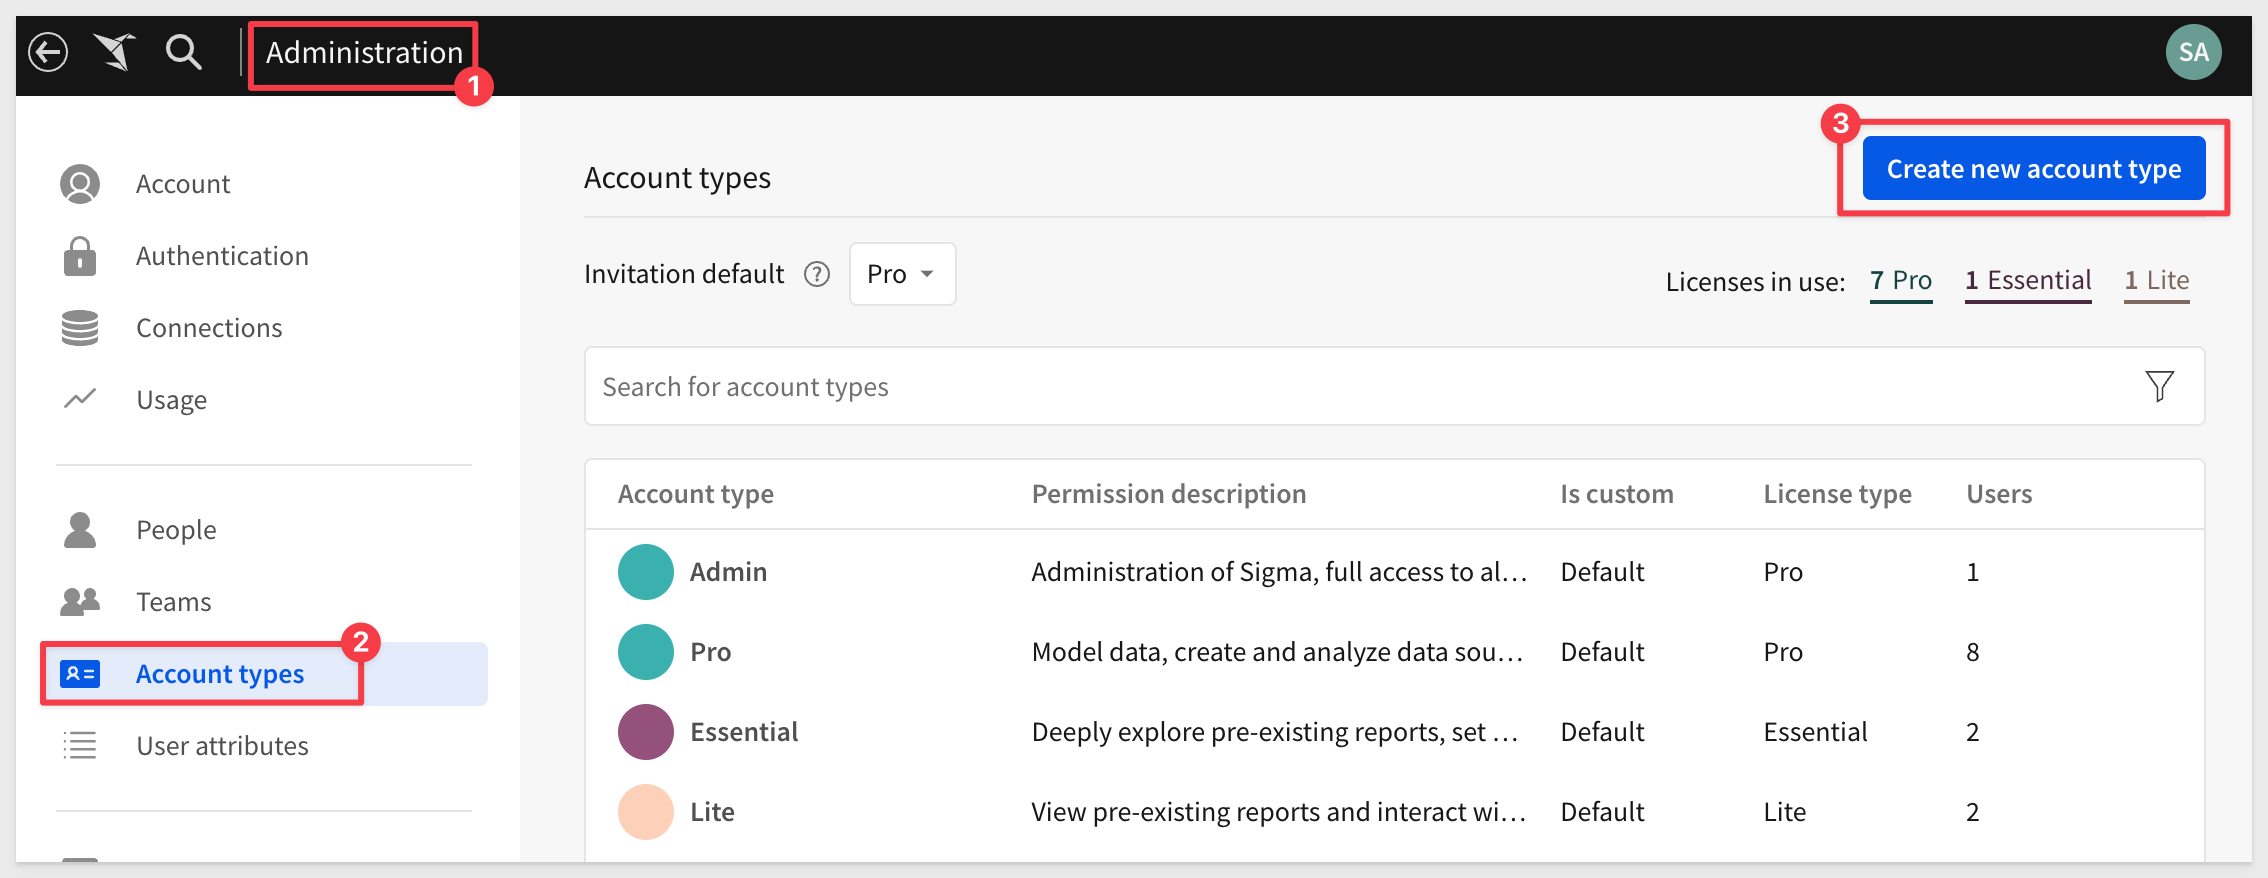 Administration
1
SA
Account
Authentication
Connections
Usage
People
Teams
2
Account types
User attributes
3
Create new account type
Account types
Invitation default ? Pro
Licenses in use: 7 Pro 1 Essential 1 Lite
Search for account types
Account type Permission description Is custom License type Users
Admin Administration of Sigma, full access to al... Default Pro 1
Pro Model data, create and analyze data sou... Default Pro 8
Essential Deeply explore pre-existing reports, set ... Default Essential 2
Lite View pre-existing reports and interact wi... Default Lite 2